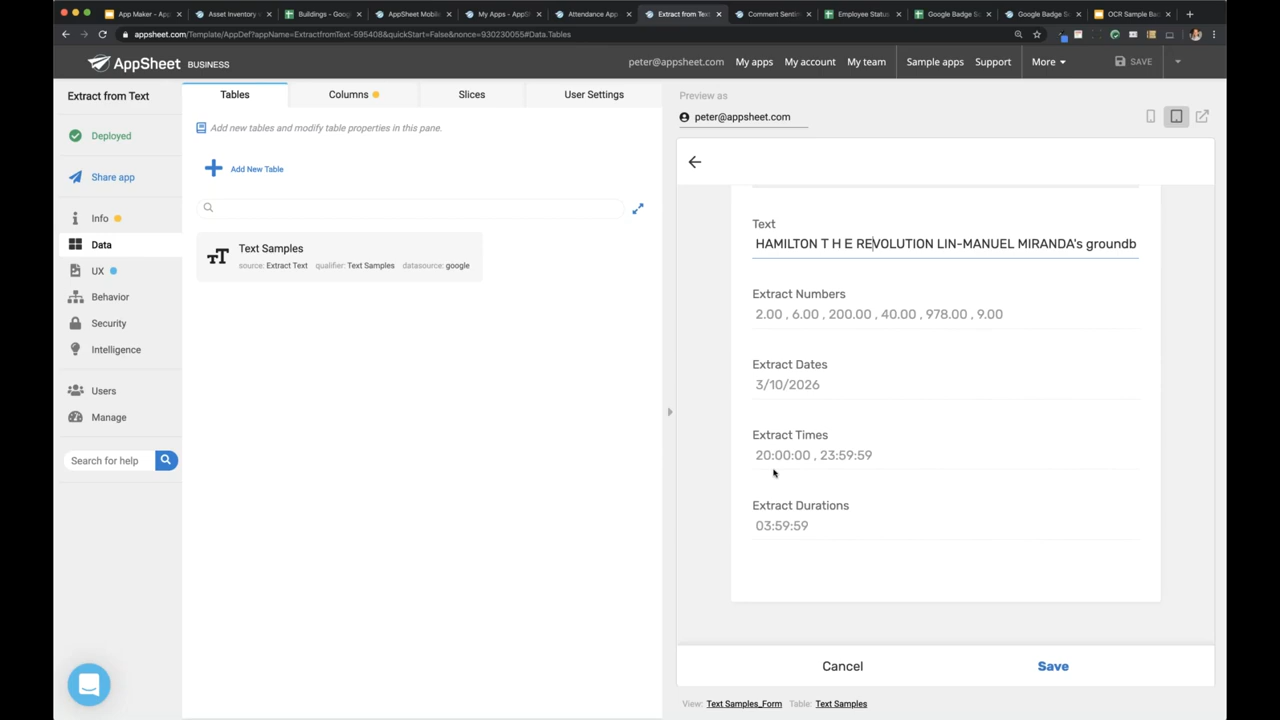 App Maker - App
Asset Inventory
Buildings - Goog
AppSheet Mobil
My Apps - AppS
Attendance App
Extract from Tex
Comment Senti
Employee Status
Google Badge S
Google Badge S
OCR Sample Ba
appsheet.com/Template/AppDef?appName=ExtractfromText-595408&quickStart=False&nonce=930230055#Data.Tables
AppSheet BUSINESS
peter@appsheet.com My apps My account My team Sample apps Support More SAVE
Extract from Text
Deployed
Share app
Info
Data
UX
Behavior
Security
Intelligence
Users
Manage
Search for help
Tables Columns Slices User Settings
Add new tables and modify table properties in this pane.
Add New Table
Text Samples
source: Extract Text qualifier: Text Samples datasource: google
Preview as
peter@appsheet.com
Text
HAMILTON T H E REVOLUTION LIN-MANUEL MIRANDA's groundb
Extract Numbers
2.00 , 6.00 , 200.00 , 40.00 , 978.00 , 9.00
Extract Dates
3/10/2026
Extract Times
20:00:00 , 23:59:59
Extract Durations
03:59:59
Cancel Save
View: Text Samples_Form Table: Text Samples